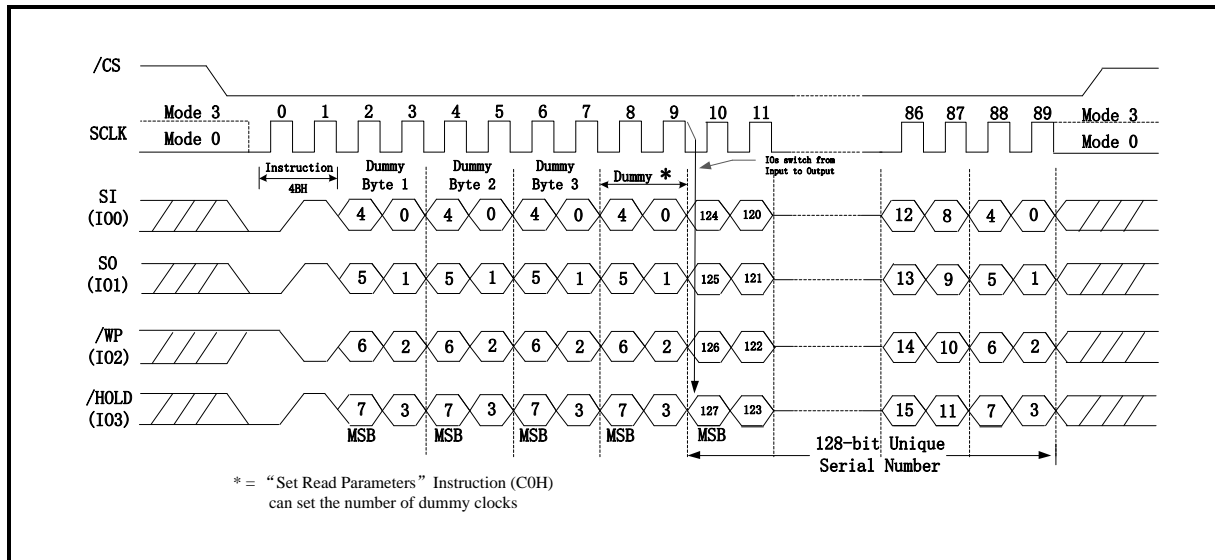 /CS
Mode 3 0 1 2 3 4 5 6 7 8 9 10 11 86 87 88 89 Mode 3
SCLK Mode 0 Mode 0
Instruction
4BH
Dummy
Byte 1
Dummy
Byte 2
Dummy
Byte 3
Dummy *
IOs switch from
Input to Output
SI
(IO0)
4 0 4 0 4 0 4 0 124 120 12 8 4 0
SO
(IO1)
5 1 5 1 5 1 5 1 125 121 13 9 5 1
/WP
(IO2)
6 2 6 2 6 2 6 2 126 122 14 10 6 2
/HOLD
(IO3)
7 3 7 3 7 3 7 3 127 123 15 11 7 3
MSB MSB MSB MSB MSB
128-bit Unique
Serial Number
* = “Set Read Parameters” Instruction (C0H)
can set the number of dummy clocks